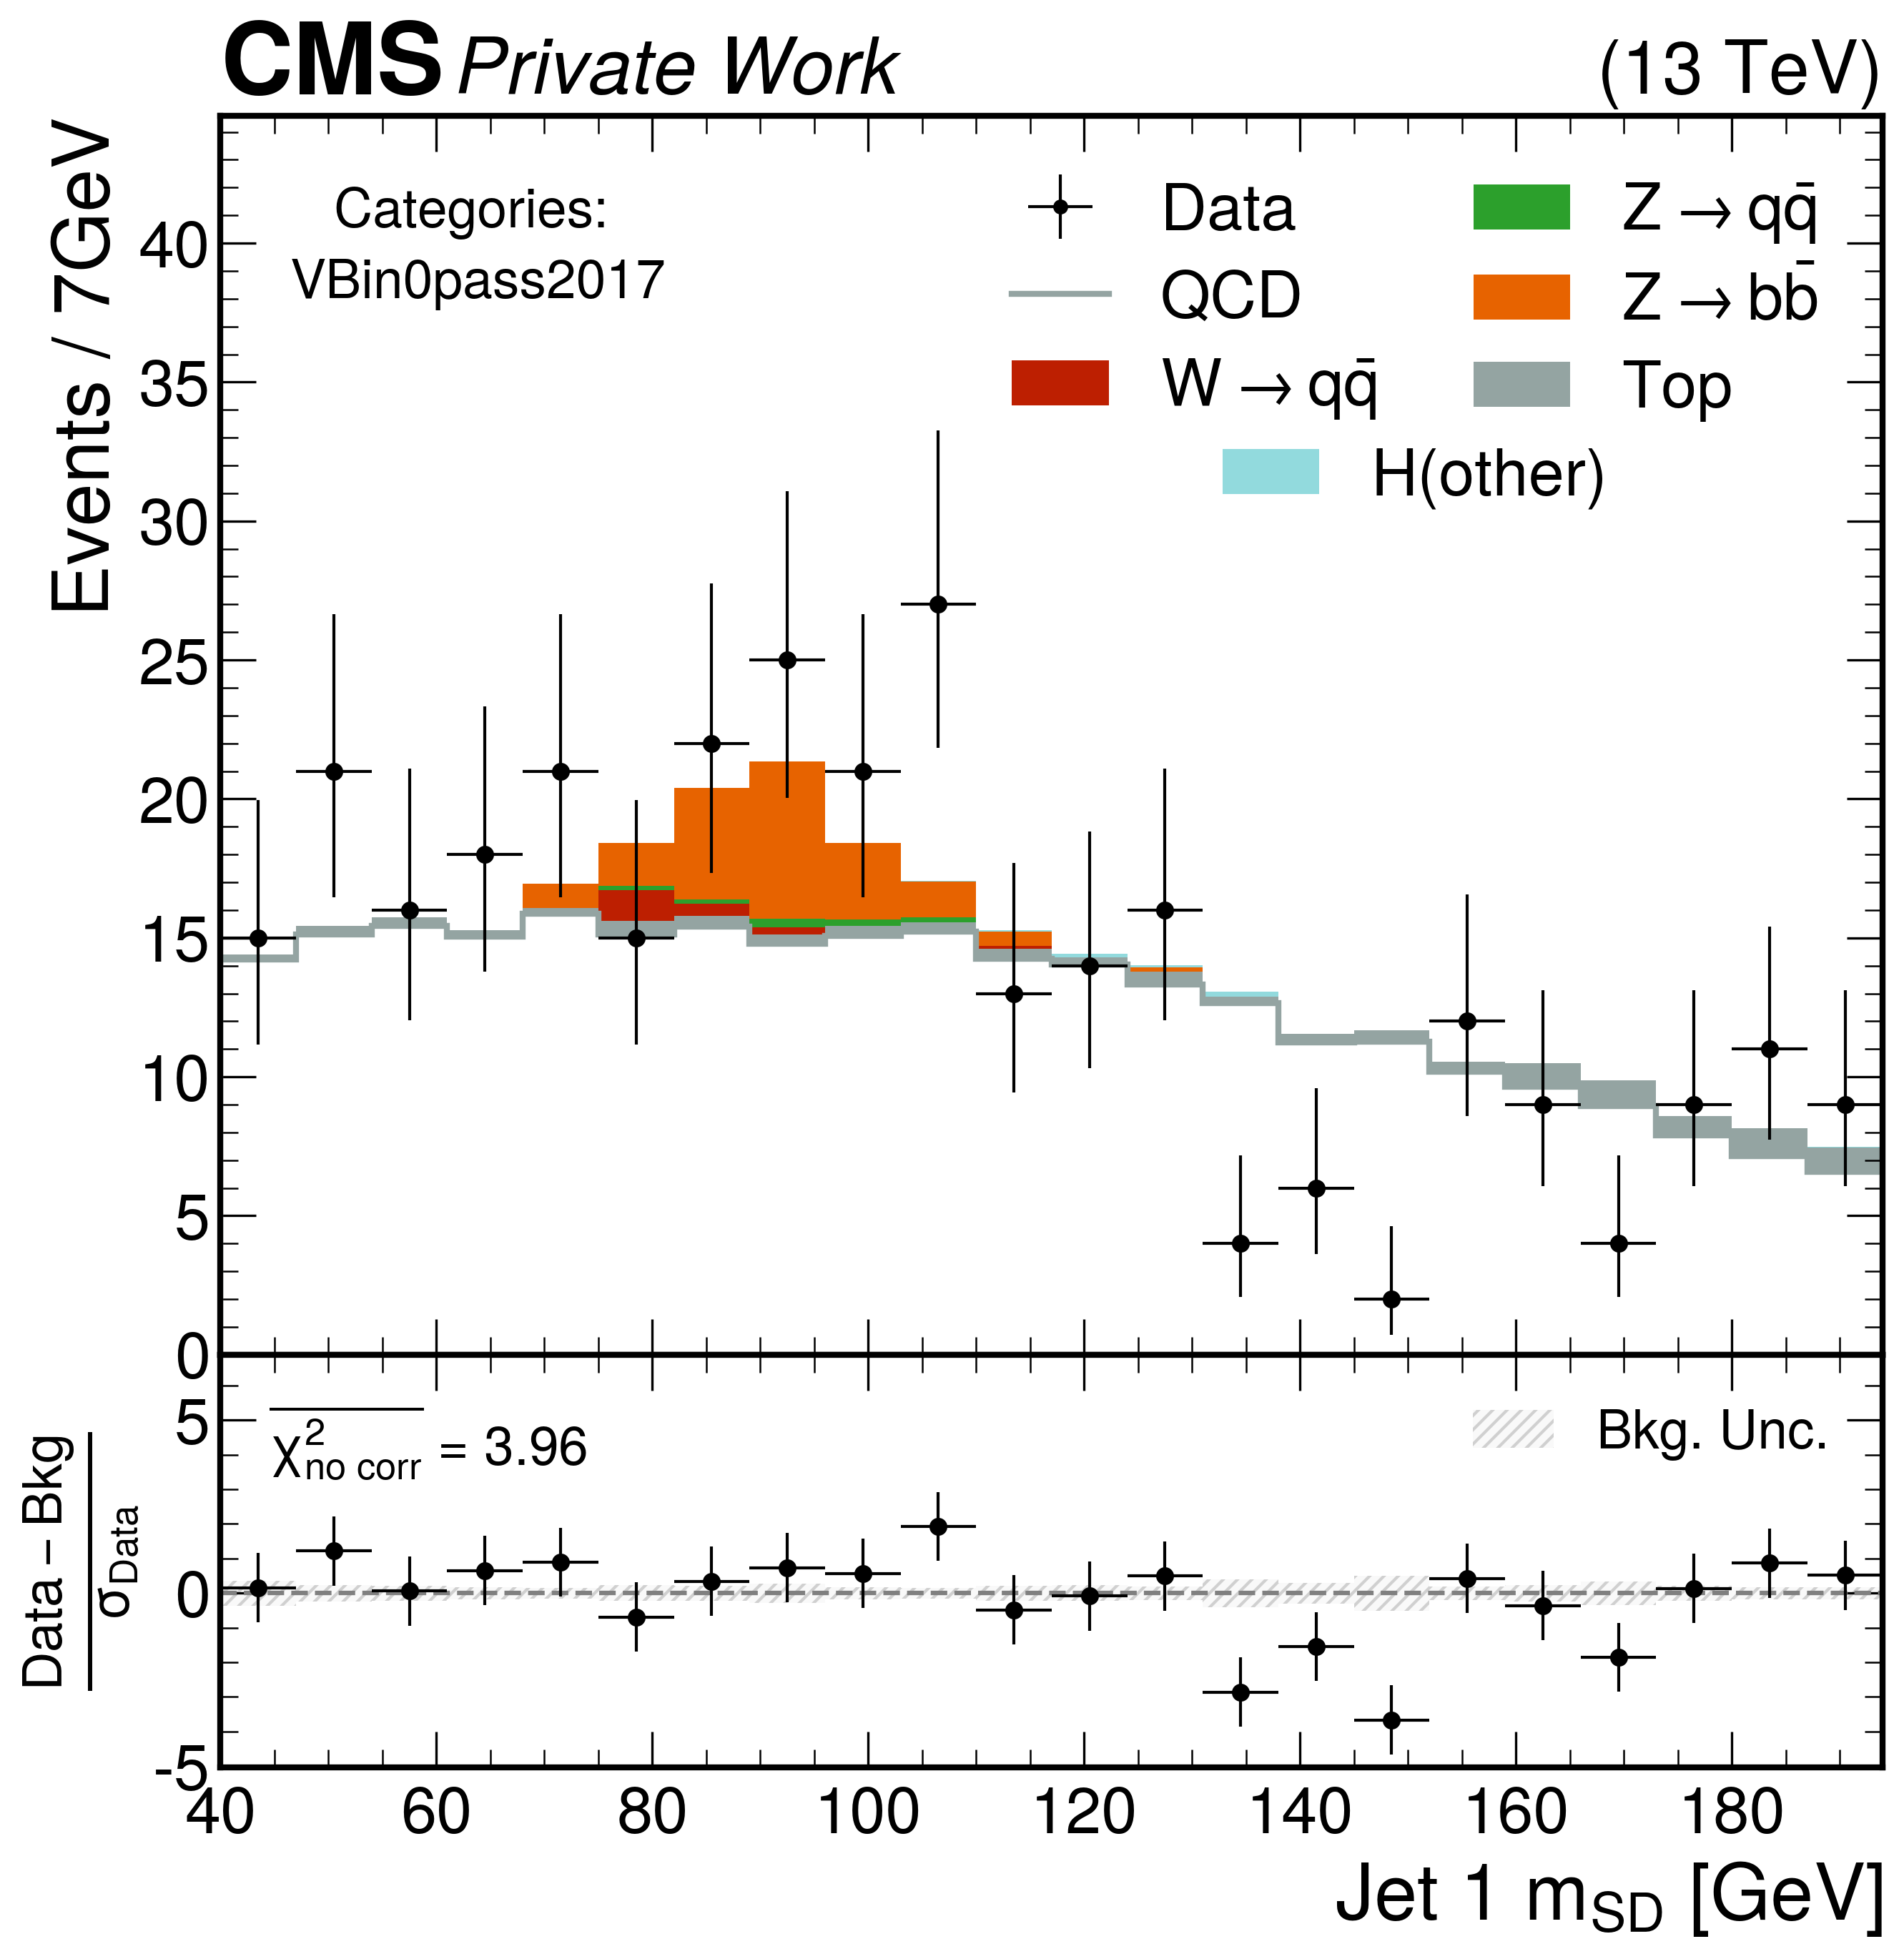 CMS Private Work (13 TeV)
Events / 7GeV
Categories:
VBin0pass2017
Data
QCD
W → qq̄
Z → qq̄
Z → bb̄
Top
H(other)
40
35
30
25
20
15
10
5
0
Data − Bkg
σData
χ²no corr = 3.96
Bkg. Unc.
5
0
-5
40 60 80 100 120 140 160 180
Jet 1 mSD [GeV]